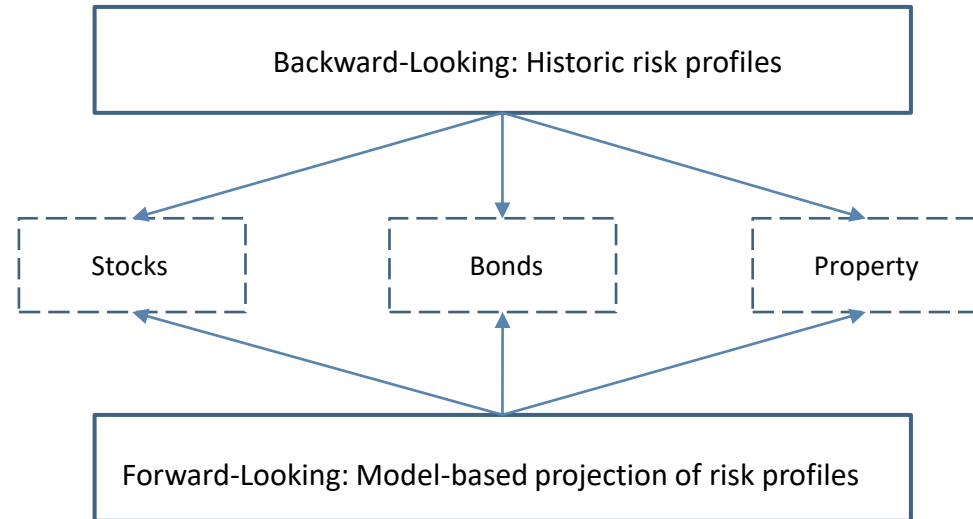 Backward-Looking: Historic risk profiles
Stocks
Bonds
Property
Forward-Looking: Model-based projection of risk profiles